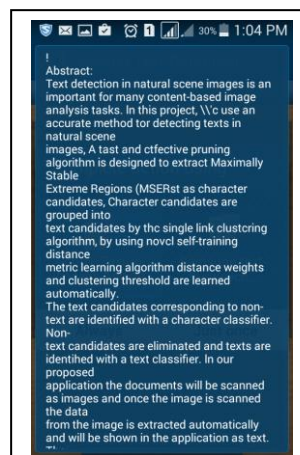 30% 1:04 PM
!
Abstract:
Text detection in natural scene images is an
important for many content-based image
analysis tasks. In this project, \\'c use an
accurate method tor detecting texts in
natural scene
images, A tast and ctfective pruning
algorithm is designed to extract Maximally
Stable
Extreme Regions (MSERst as character
candidates, Character candidates are
grouped into
text candidates by thc single link clustcring
algorithm, by using novcl self-training
distance
metric learning algorithm distance weights
and clustering threshold are learned
automatically.
The text candidates corresponding to non-
text are identified with a character classifier.
Non-
text candidates are eliminated and texts are
identihed with a text classifier. In our
proposed
application the documents will be scanned
as images and once the image is scanned
the data
from the image is extracted automatically
and will be shown in the application as text.